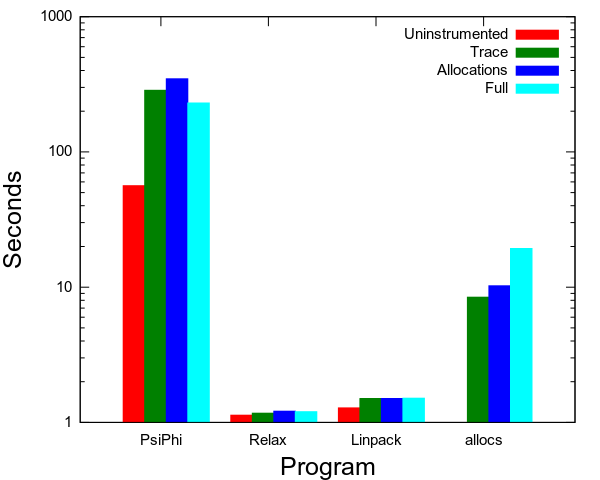 1000
100
10
1
Seconds
Uninstrumented
Trace
Allocations
Full
PsiPhi
Relax
Linpack
allocs
Program